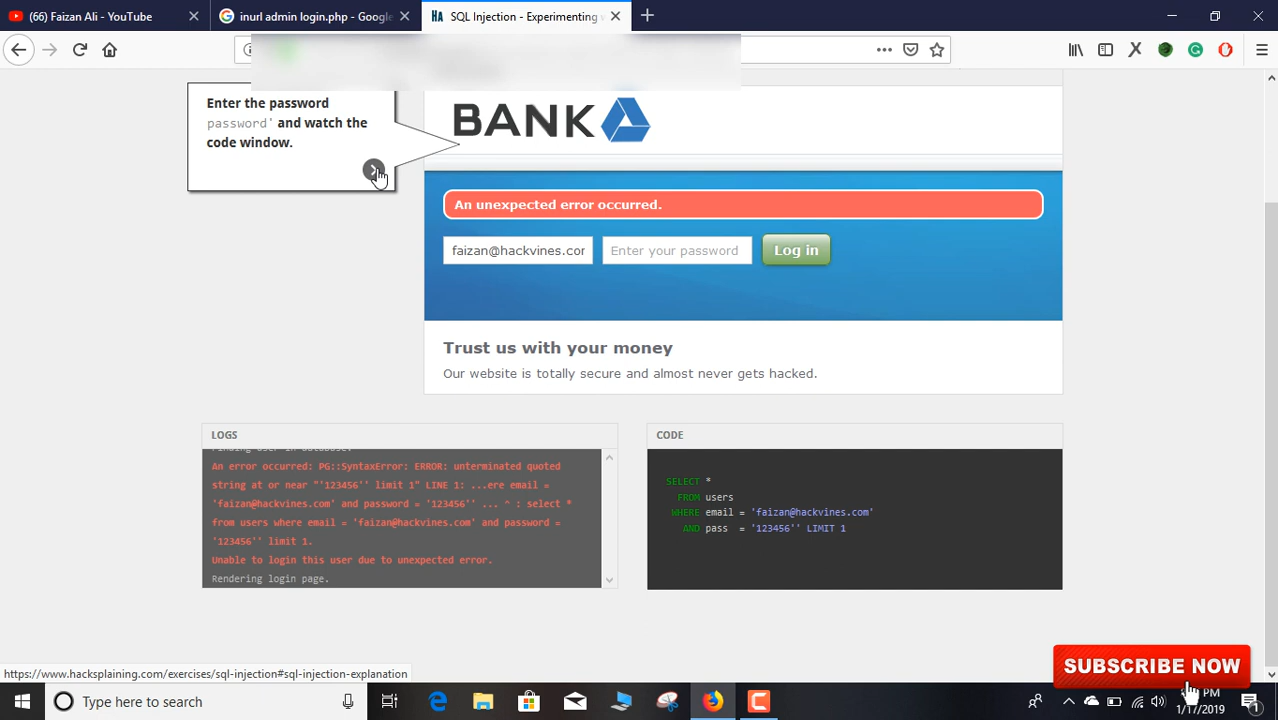 (66) Faizan Ali - YouTube
inurl admin login.php - Google
HA SQL Injection - Experimenting
Enter the password
password' and watch the
code window.
BANK
An unexpected error occurred.
faizan@hackvines.cor
Enter your password
Log in
Trust us with your money
Our website is totally secure and almost never gets hacked.
LOGS
An error occurred: PG::SyntaxError: ERROR: unterminated quoted
string at or near "'123456'' limit 1" LINE 1: ...ere email =
'faizan@hackvines.com' and password = '123456'' ... ^ : select *
from users where email = 'faizan@hackvines.com' and password =
'123456'' limit 1.
Unable to login this user due to unexpected error.
Rendering login page.
CODE
SELECT *
FROM users
WHERE email = 'faizan@hackvines.com'
AND pass = '123456'' LIMIT 1
https://www.hacksplaining.com/exercises/sql-injection#sql-injection-explanation
SUBSCRIBE NOW
Type here to search
PM
1/17/2019